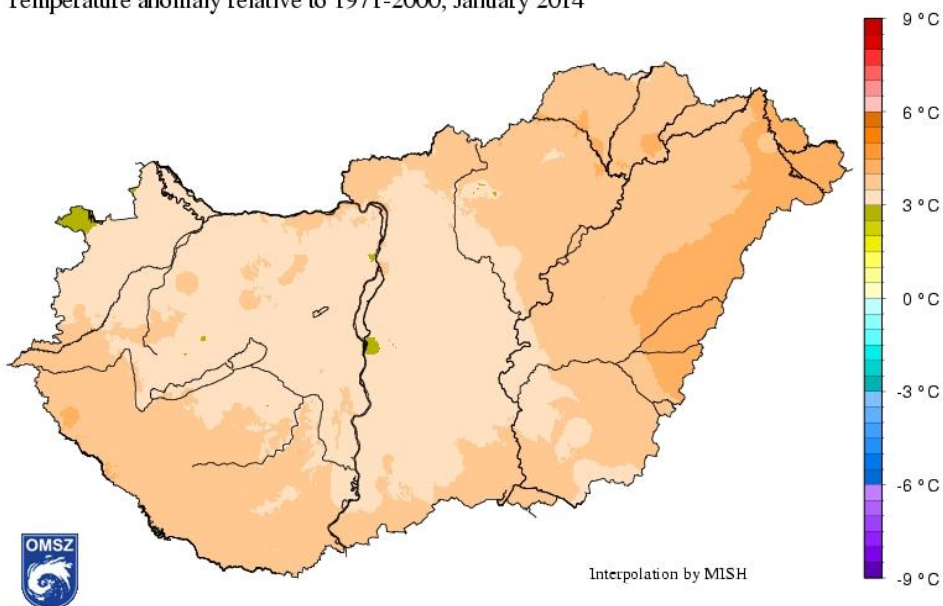 Temperature anomaly relative to 1971-2000, January 2014
9 °C
6 °C
3 °C
0 °C
-3 °C
-6 °C
-9 °C
OMSZ
Interpolation by MISH